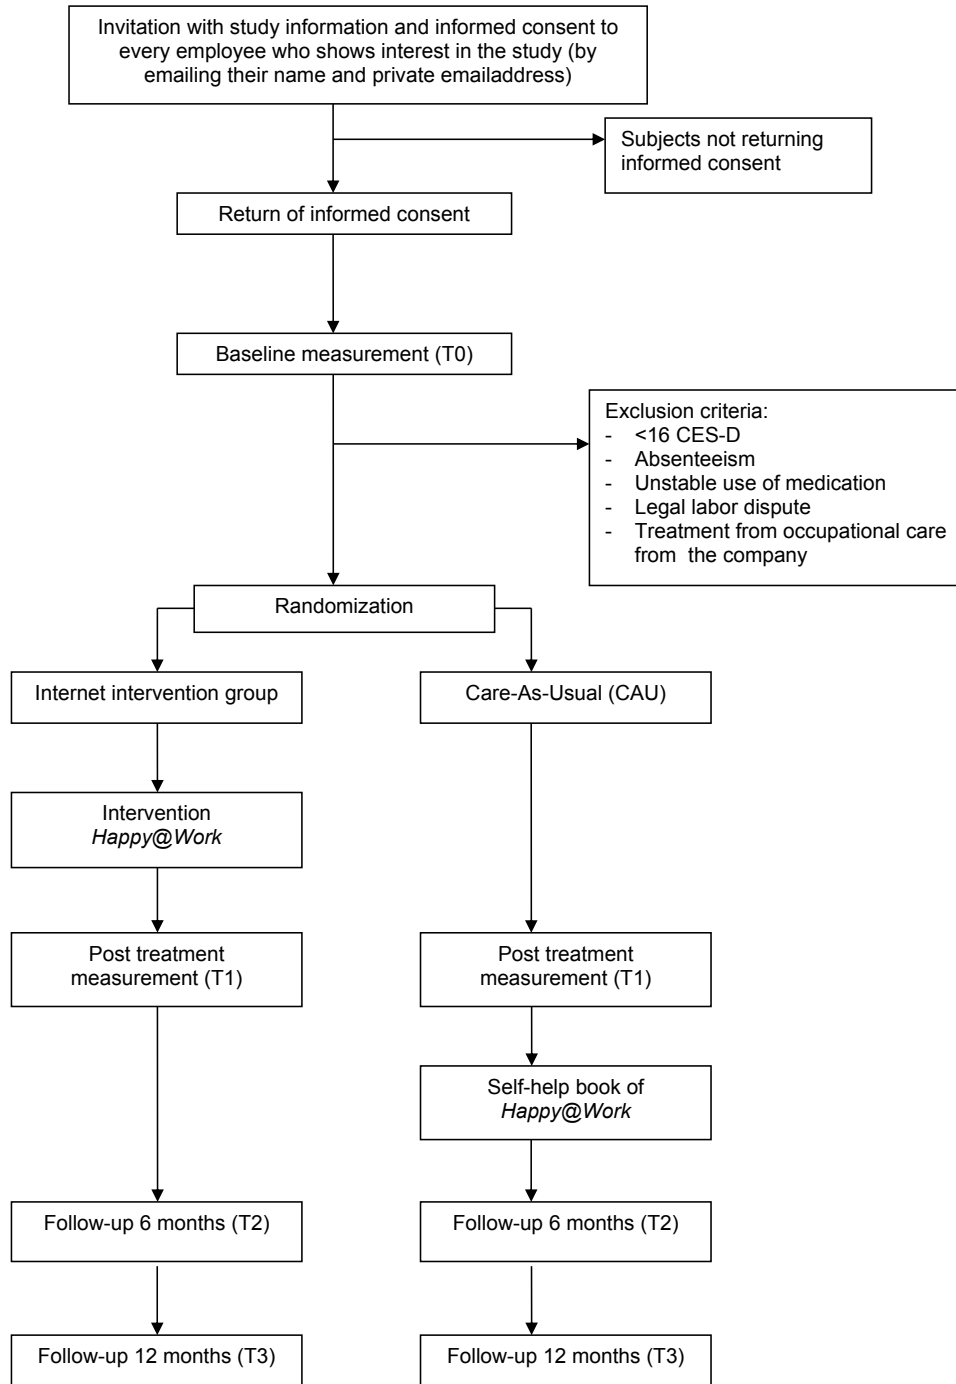 Invitation with study information and informed consent to
every employee who shows interest in the study (by
emailing their name and private emailaddress)
Subjects not returning
informed consent
Return of informed consent
Baseline measurement (T0)
Exclusion criteria:
- <16 CES-D
- Absenteeism
- Unstable use of medication
- Legal labor dispute
- Treatment from occupational care
from the company
Randomization
Internet intervention group
Care-As-Usual (CAU)
Intervention
Happy@Work
Post treatment
measurement (T1)
Post treatment
measurement (T1)
Self-help book of
Happy@Work
Follow-up 6 months (T2)
Follow-up 6 months (T2)
Follow-up 12 months (T3)
Follow-up 12 months (T3)